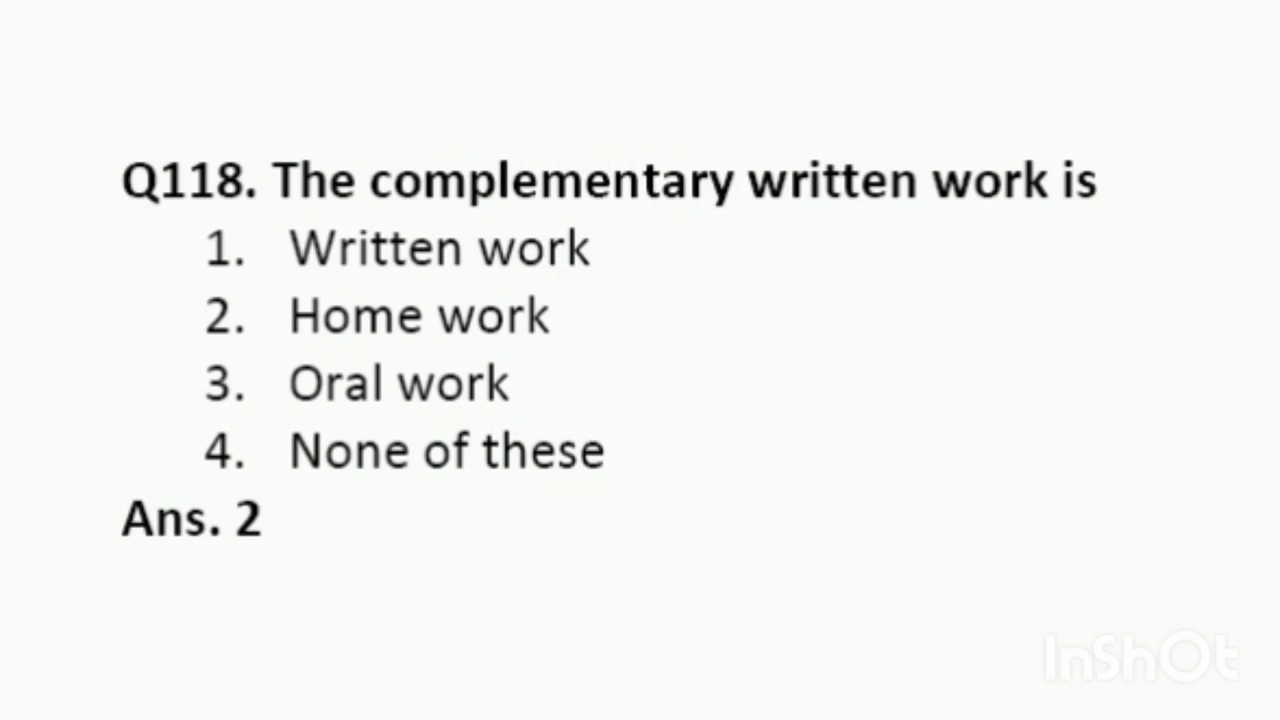 Q118. The complementary written work is
1. Written work
2. Home work
3. Oral work
4. None of these
Ans. 2
InShOt